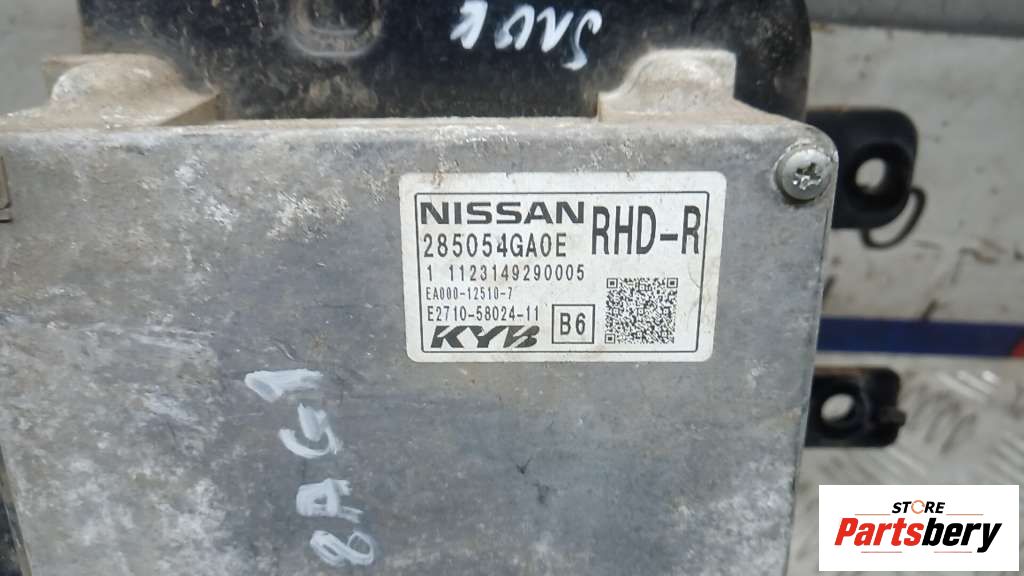 NISSAN RHD-R
285054GA0E
1 1123149290005
EA000-12510-7
E2710-58024-11
KYB B6
STORE
Partsbery